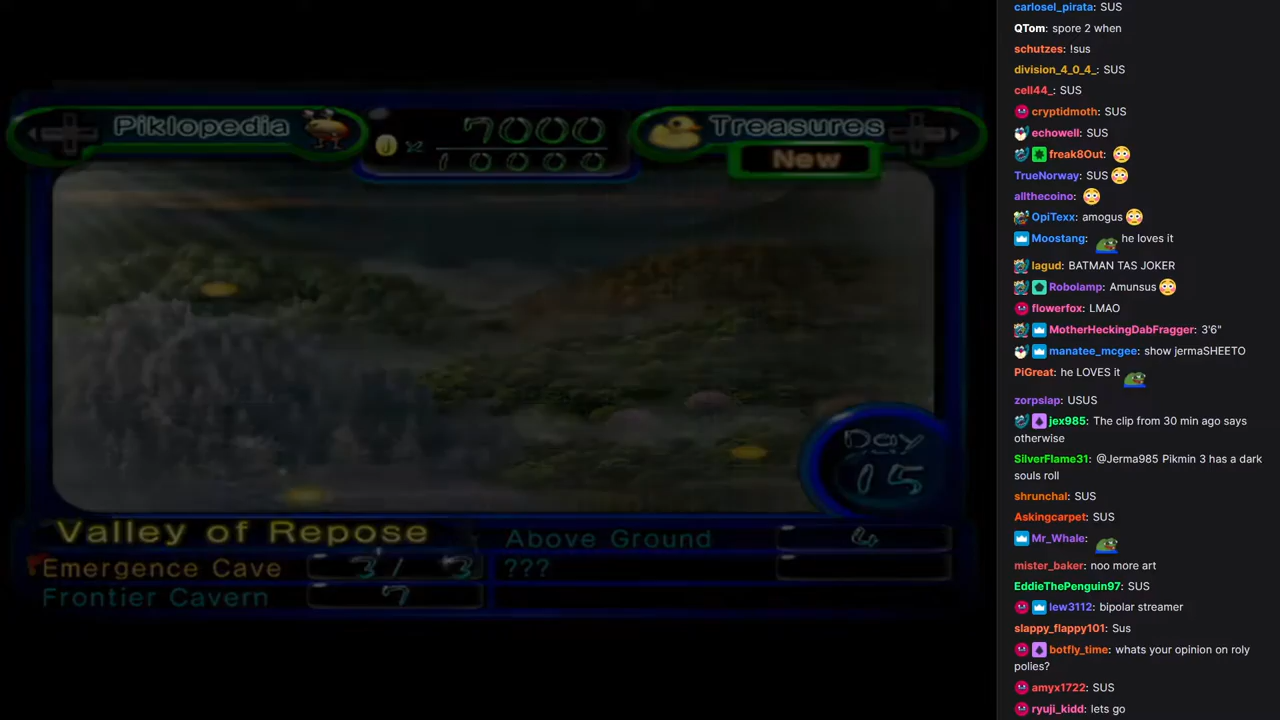 Piklopedia
7000
10000
Treasures
New
Day
15
Valley of Repose
Emergence Cave 3/ 3
Frontier Cavern 7
Above Ground 4
???
carlosel_pirata: SUS
QTom: spore 2 when
schutzes: !sus
division_4_0_4_: SUS
cell44_: SUS
cryptidmoth: SUS
echowell: SUS
freak8Out:
TrueNorway: SUS
allthecoino:
OpiTexx: amogus
Moostang: he loves it
lagud: BATMAN TAS JOKER
Robolamp: Amunsus
flowerfox: LMAO
MotherHeckingDabFragger: 3'6"
manatee_mcgee: show jermaSHEETO
PiGreat: he LOVES it
zorpsiap: USUS
jex985: The clip from 30 min ago says
otherwise
SilverFlame31: @Jerma985 Pikmin 3 has a dark
souls roll
shrunchal: SUS
Askingcarpet: SUS
Mr_Whale:
mister_baker: noo more art
EddieThePenguin97: SUS
lew3112: bipolar streamer
slappy_flappy101: Sus
botfly_time: whats your opinion on roly
polies?
amyx1722: SUS
ryuji_kidd: lets go